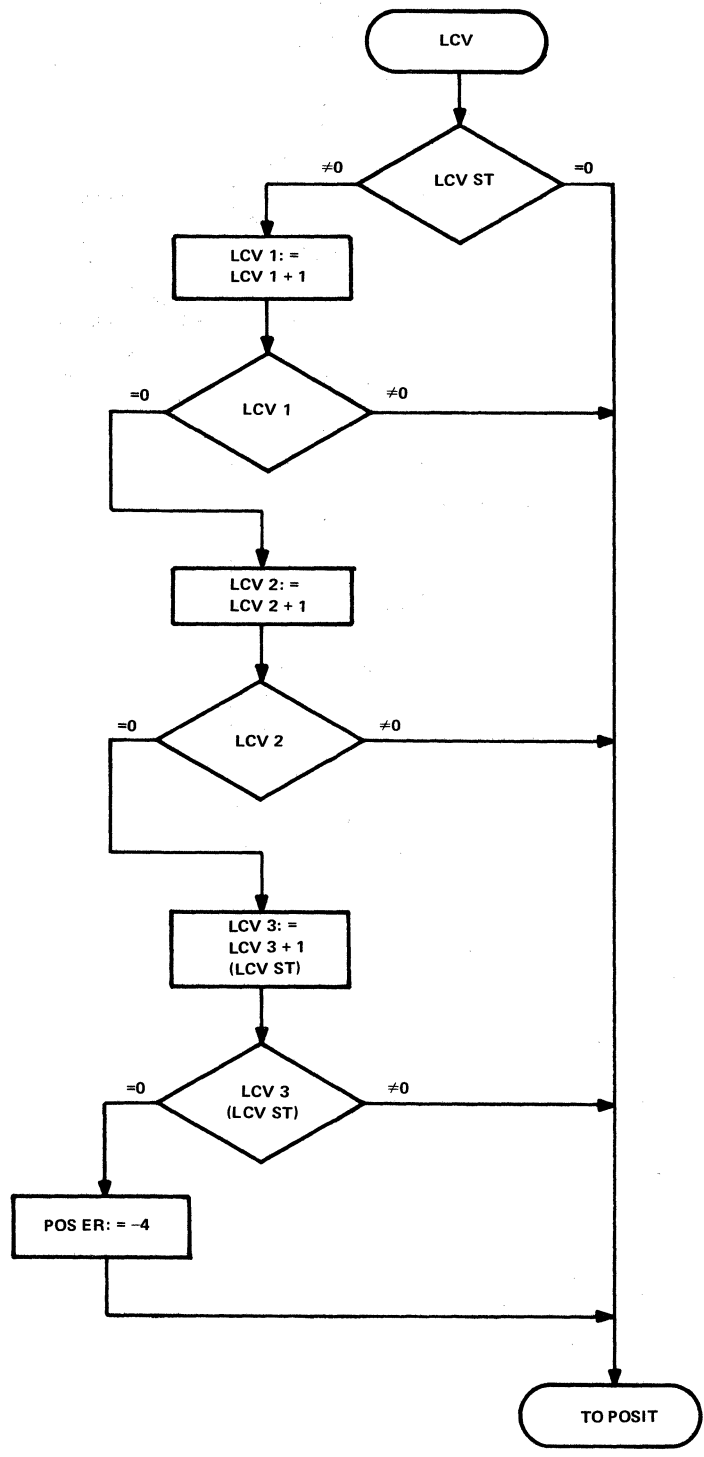 LCV
≠0
LCV ST
=0
LCV 1: =
LCV 1 + 1
=0
LCV 1
≠0
LCV 2: =
LCV 2 + 1
=0
LCV 2
≠0
LCV 3: =
LCV 3 + 1
(LCV ST)
=0
LCV 3
(LCV ST)
≠0
POS ER: = −4
TO POSIT